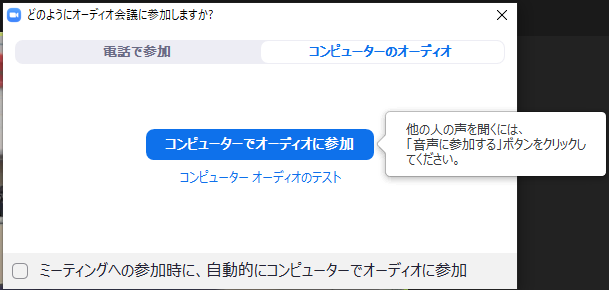 どのようにオーディオ会議に参加しますか?
電話で参加
コンピューターのオーディオ
コンピューターでオーディオに参加
コンピューター オーディオのテスト
他の人の声を聞くには、
「音声に参加する」ボタンをクリックし
てください。
ミーティングへの参加時に、自動的にコンピューターでオーディオに参加